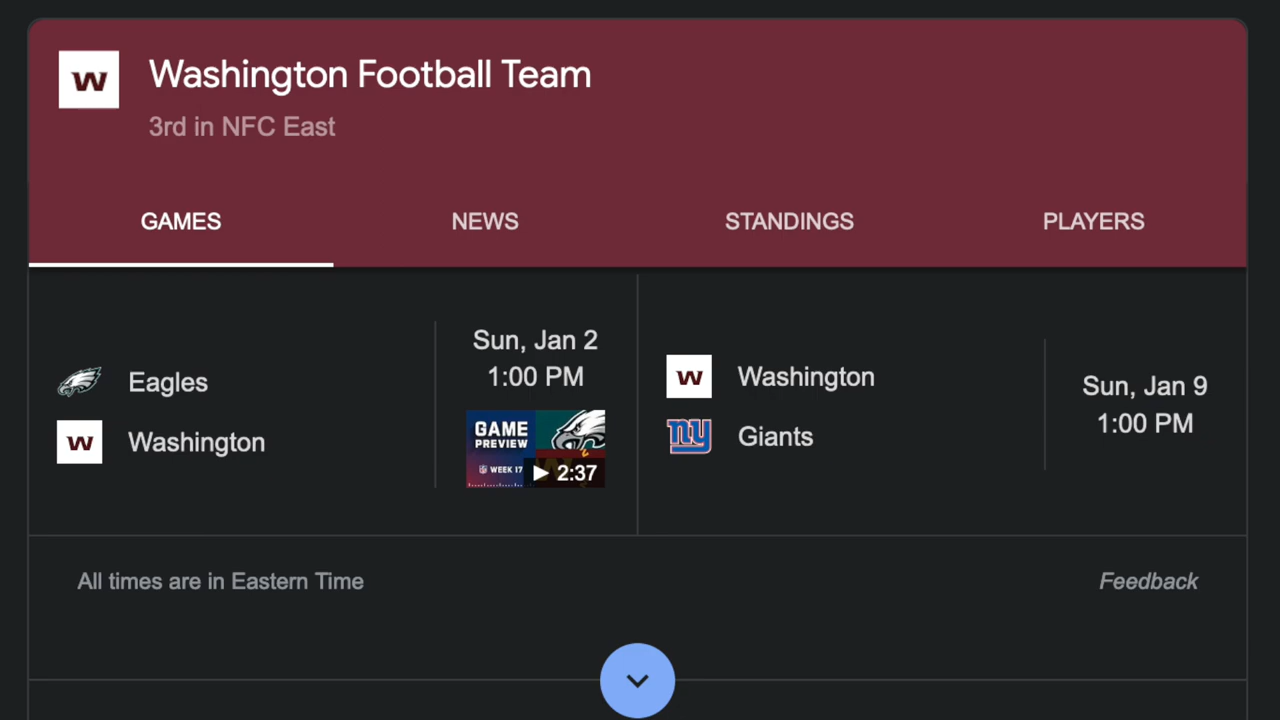 W
Washington Football Team
3rd in NFC East
GAMES
NEWS
STANDINGS
PLAYERS
Eagles
W
Washington
Sun, Jan 2
1:00 PM
GAME
PREVIEW
NFL WEEK 17
2:37
W
Washington
ny
Giants
Sun, Jan 9
1:00 PM
All times are in Eastern Time
Feedback